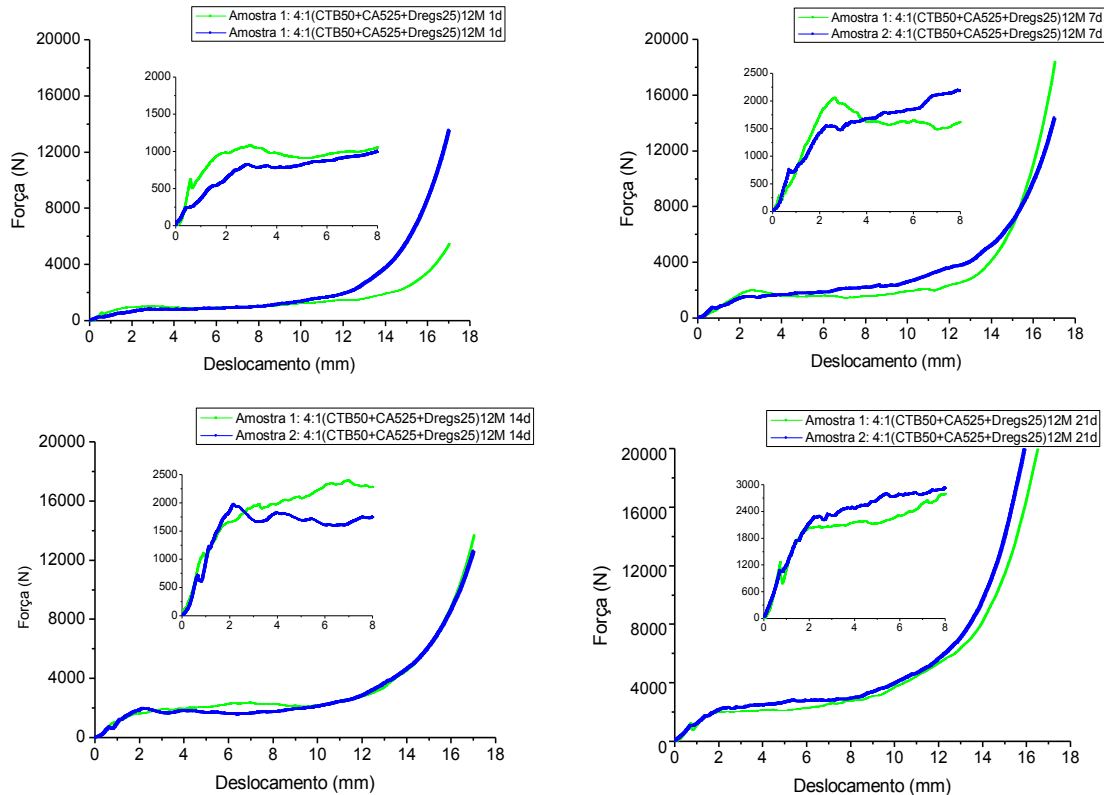 Amostra 1: 4:1(CTB50+CA525+Dregs25)12M 1d
Amostra 1: 4:1(CTB50+CA525+Dregs25)12M 1d
20000
16000
12000
8000
4000
0
Força (N)
2000
1500
1000
500
0
0 2 4 6 8
0 2 4 6 8 10 12 14 16 18
Deslocamento (mm)
Amostra 1: 4:1(CTB50+CA525+Dregs25)12M 7d
Amostra 2: 4:1(CTB50+CA525+Dregs25)12M 7d
20000
16000
12000
8000
4000
0
Força (N)
2500
2000
1500
1000
500
0
0 2 4 6 8
0 2 4 6 8 10 12 14 16 18
Deslocamento (mm)
Amostra 1: 4:1(CTB50+CA525+Dregs25)12M 14d
Amostra 2: 4:1(CTB50+CA525+Dregs25)12M 14d
20000
16000
12000
8000
4000
0
Força (N)
2500
2000
1500
1000
500
0
0 2 4 6 8
0 2 4 6 8 10 12 14 16 18
Deslocamento (mm)
Amostra 1: 4:1(CTB50+CA525+Dregs25)12M 21d
Amostra 2: 4:1(CTB50+CA525+Dregs25)12M 21d
20000
16000
12000
8000
4000
0
Força (N)
3000
2400
1800
1200
600
0
0 2 4 6 8
0 2 4 6 8 10 12 14 16 18
Deslocamento (mm)